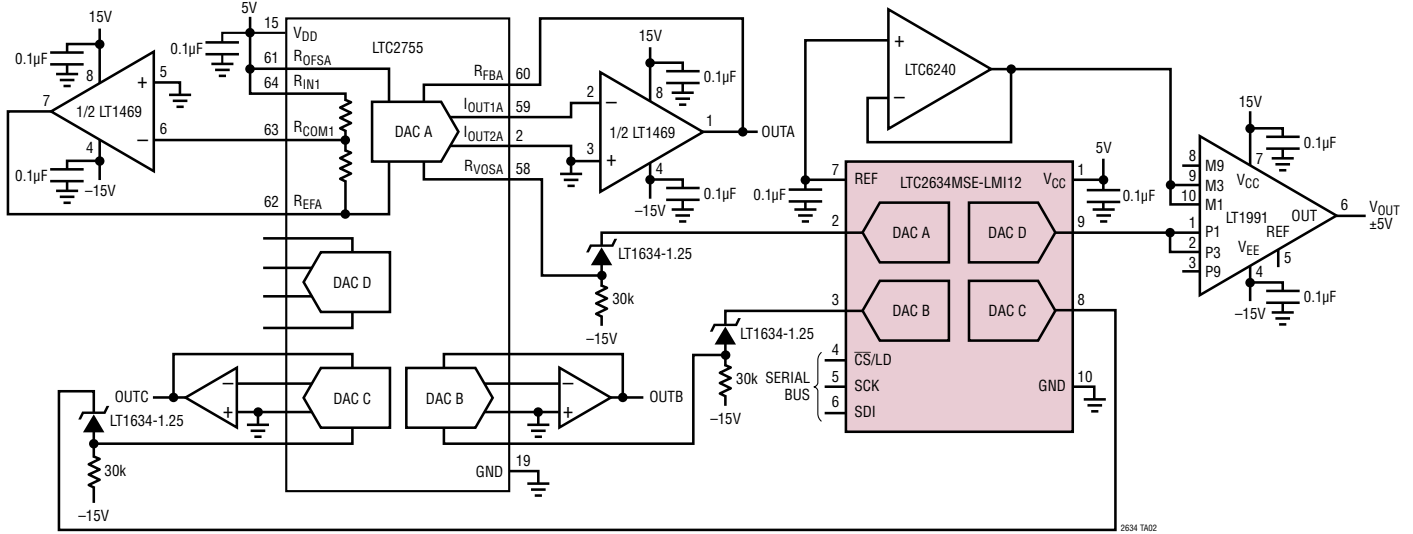 15V
0.1µF
8
5
+
7
1/2 LT1469
6
–
4
0.1µF
–15V
5V
0.1µF
15
VDD
LTC2755
61
ROFSA
64
RIN1
63
RCOM1
62
REFA
DAC A
RFBA
60
IOUT1A
59
IOUT2A
2
RVOSA
58
15V
0.1µF
8
2
–
1/2 LT1469
1
OUTA
3
+
4
0.1µF
–15V
+
LTC6240
–
DAC D
OUTC
–
+
DAC C
LT1634-1.25
30k
–15V
DAC B
–
+
OUTB
GND
19
LT1634-1.25
30k
–15V
LT1634-1.25
30k
–15V
0.1µF
7
REF
LTC2634MSE-LMI12
VCC
1
5V
0.1µF
2
DAC A
DAC D
9
3
DAC B
DAC C
8
SERIAL
BUS
4
CS/LD
5
SCK
6
SDI
GND
10
15V
0.1µF
7
VCC
8
M9
9
M3
10
M1
LT1991
1
P1
2
P3
3
P9
OUT
6
VOUT
±5V
REF
5
VEE
4
0.1µF
–15V
2634 TA02